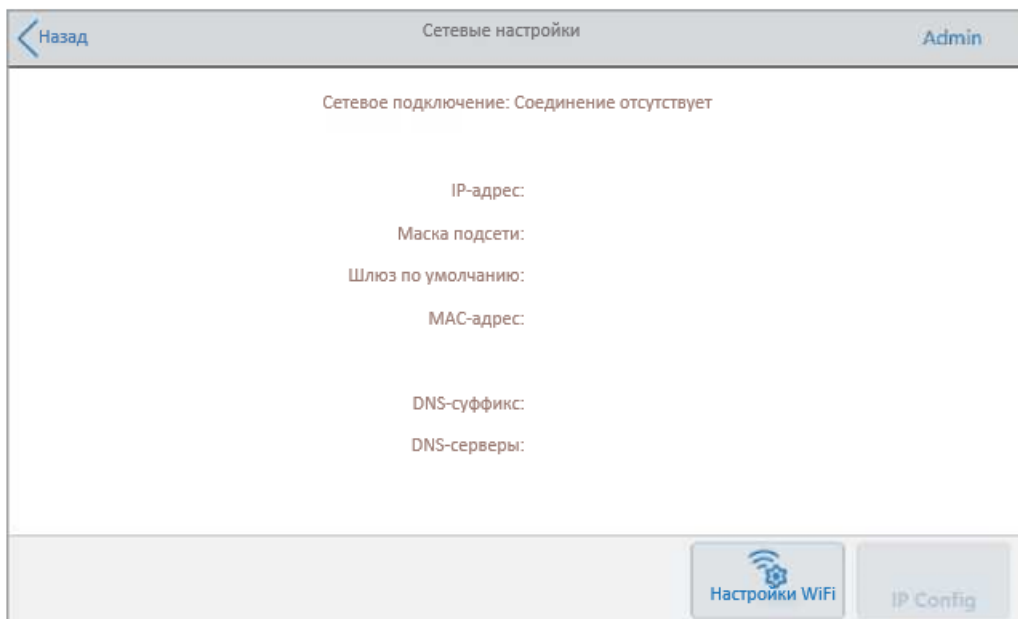 Назад
Сетевые настройки
Admin
Сетевое подключение: Соединение отсутствует
IP-адрес:
Маска подсети:
Шлюз по умолчанию:
MAC-адрес:
DNS-суффикс:
DNS-серверы:
Настройки WiFi
IP Config